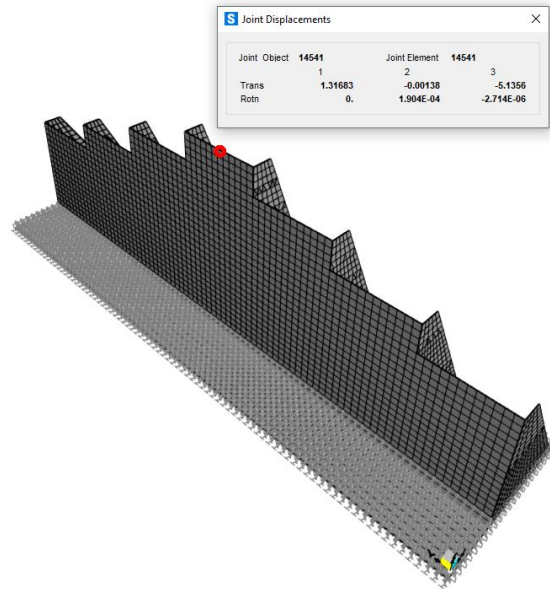 S Joint Displacements
Joint Object 14541 Joint Element 14541
1 2 3
Trans 1.31683 -0.00138 -5.1356
Rotn 0. 1.904E-04 -2.714E-06